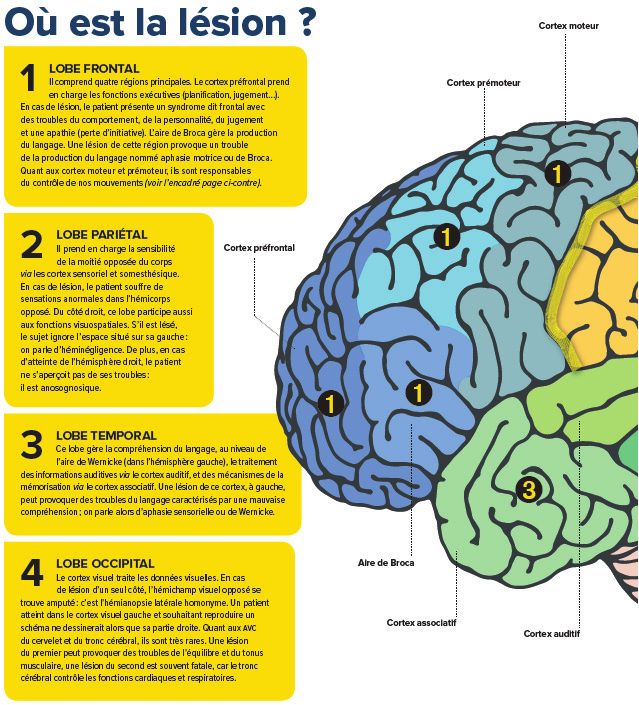 Où est la lésion ?
1 LOBE FRONTAL
Il comprend quatre régions principales. Le cortex préfrontal prend
en charge les fonctions exécutives (planification, jugement...).
En cas de lésion, le patient présente un syndrome dit frontal avec
des troubles du comportement, de la personnalité, du jugement
et une apathie (perte d'initiative). L'aire de Broca gère la production
du langage. Une lésion de cette région provoque un trouble
de la production du langage nommé aphasie motrice ou de Broca.
Quant aux cortex moteur et prémoteur, ils sont responsables
du contrôle de nos mouvements (voir l'encadré page ci-contre).
2 LOBE PARIÉTAL
Il prend en charge la sensibilité
de la moitié opposée du corps
via les cortex sensoriel et somesthésique.
En cas de lésion, le patient souffre de
sensations anormales dans l'hémicorps
opposé. Du côté droit, ce lobe participe aussi
aux fonctions visuospatiales. S'il est lésé,
le sujet ignore l'espace situé sur sa gauche :
on parle d'héminégligence. De plus, en cas
d'atteinte de l'hémisphère droit, le patient
ne s'aperçoit pas de ses troubles :
il est anosognosique.
3 LOBE TEMPORAL
Ce lobe gère la compréhension du langage, au niveau de
l'aire de Wernicke (dans l'hémisphère gauche), le traitement
des informations auditives via le cortex auditif, et des mécanismes de la
mémorisation via le cortex associatif. Une lésion de ce cortex, à gauche,
peut provoquer des troubles du langage caractérisés par une mauvaise
compréhension ; on parle alors d'aphasie sensorielle ou de Wernicke.
4 LOBE OCCIPITAL
Le cortex visuel traite les données visuelles. En cas
de lésion d'un seul côté, l'hémichamp visuel opposé se
trouve amputé : c'est l'hémianopsie latérale homonyme. Un patient
atteint dans le cortex visuel gauche et souhaitant reproduire un
schéma ne dessinerait alors que sa partie droite. Quant aux AVC
du cervelet et du tronc cérébral, ils sont très rares. Une lésion
du premier peut provoquer des troubles de l'équilibre et du tonus
musculaire, une lésion du second est souvent fatale, car le tronc
cérébral contrôle les fonctions cardiaques et respiratoires.
Cortex moteur
Cortex prémoteur
1
1
Cortex préfrontal
1
1
3
Aire de Broca
Cortex associatif
Cortex auditif